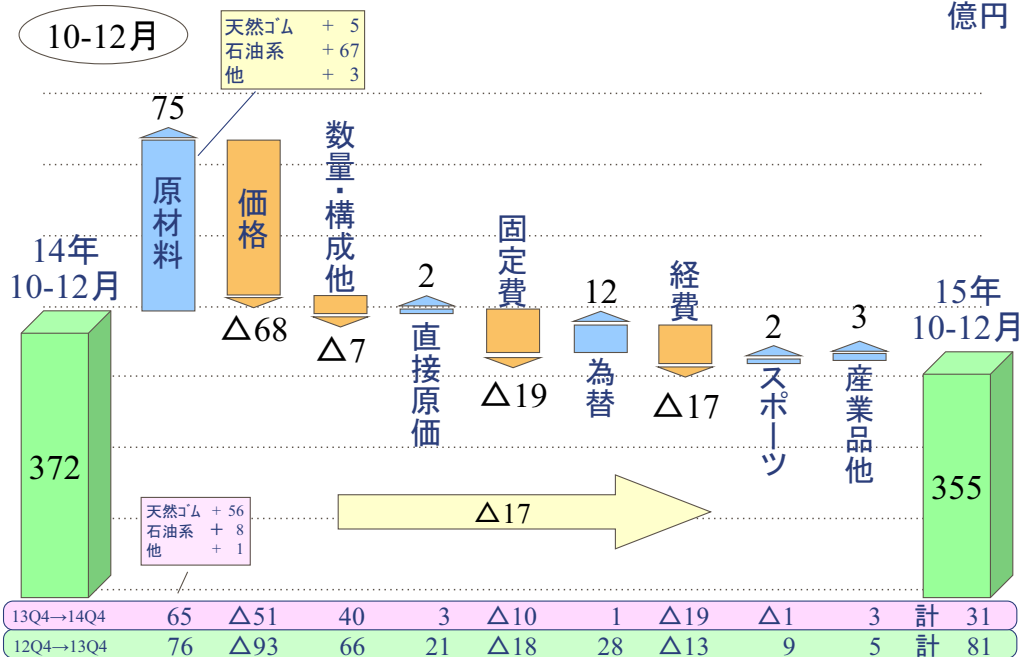 10-12月
億円
天然ゴム + 5
石油系 + 67
他 + 3
75
原材料
価格
△68
数量・構成他
△7
2
直接原価
固定費
△19
12
為替
経費
△17
2
スポーツ
3
産業品他
14年
10-12月
372
15年
10-12月
355
△17
天然ゴム + 56
石油系 + 8
他 + 1
13Q4→14Q4 65 △51 40 3 △10 1 △19 △1 3 計 31
12Q4→13Q4 76 △93 66 21 △18 28 △13 9 5 計 81